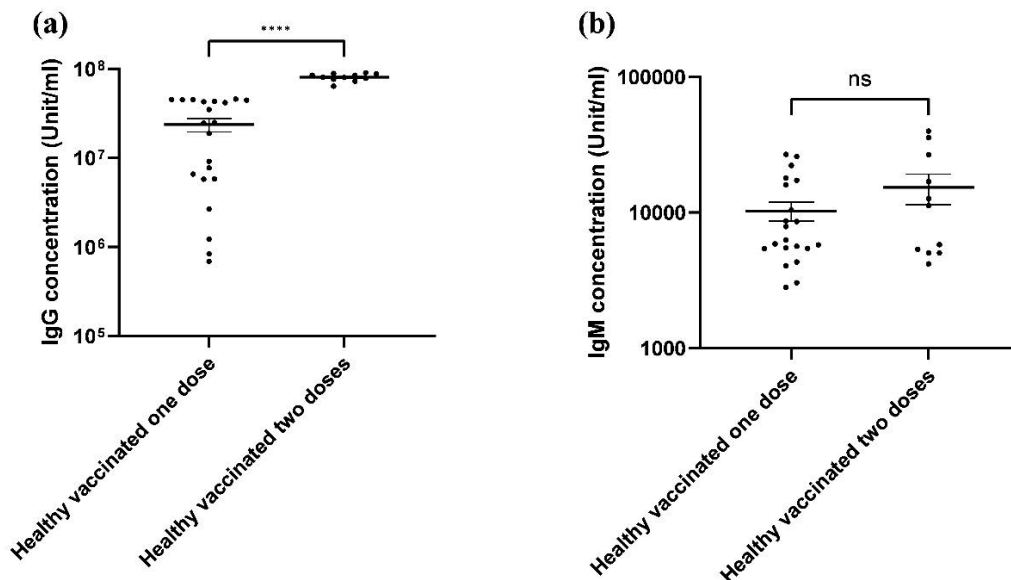 (a)
****
IgG concentration (Unit/ml)
10⁸
10⁷
10⁶
10⁵
Healthy vaccinated one dose
Healthy vaccinated two doses
(b)
ns
IgM concentration (Unit/ml)
100000
10000
1000
Healthy vaccinated one dose
Healthy vaccinated two doses